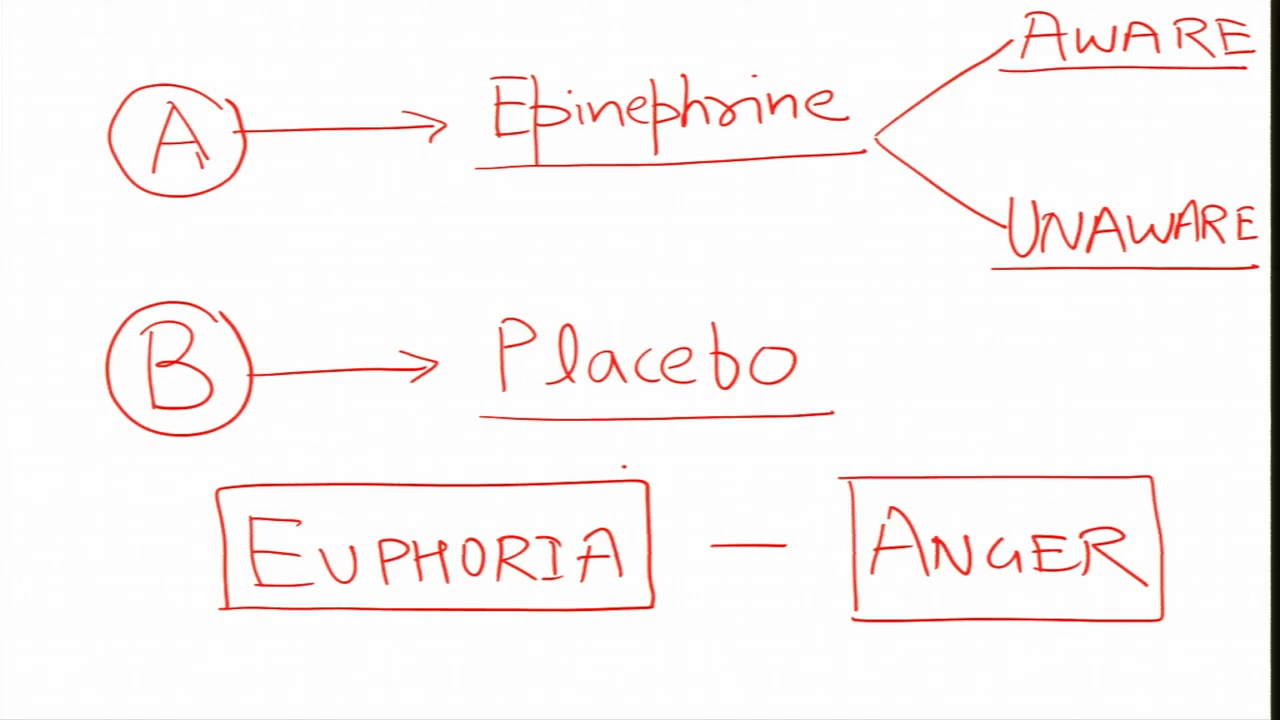 A → Epinephrine
AWARE
UNAWARE
B → Placebo
EUPHORIA — ANGER